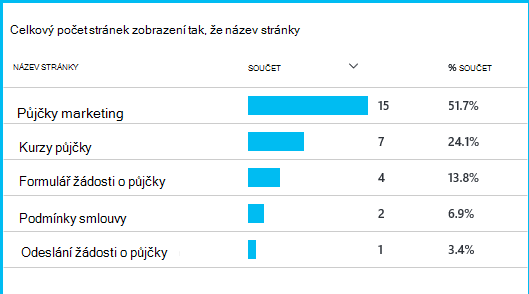 Celkový počet stránek zobrazení tak, že název stránky
NÁZEV STRÁNKY SOUČET % SOUČET
Půjčky marketing 15 51.7%
Kurzy půjčky 7 24.1%
Formulář žádosti o půjčky 4 13.8%
Podmínky smlouvy 2 6.9%
Odeslání žádosti o půjčky 1 3.4%